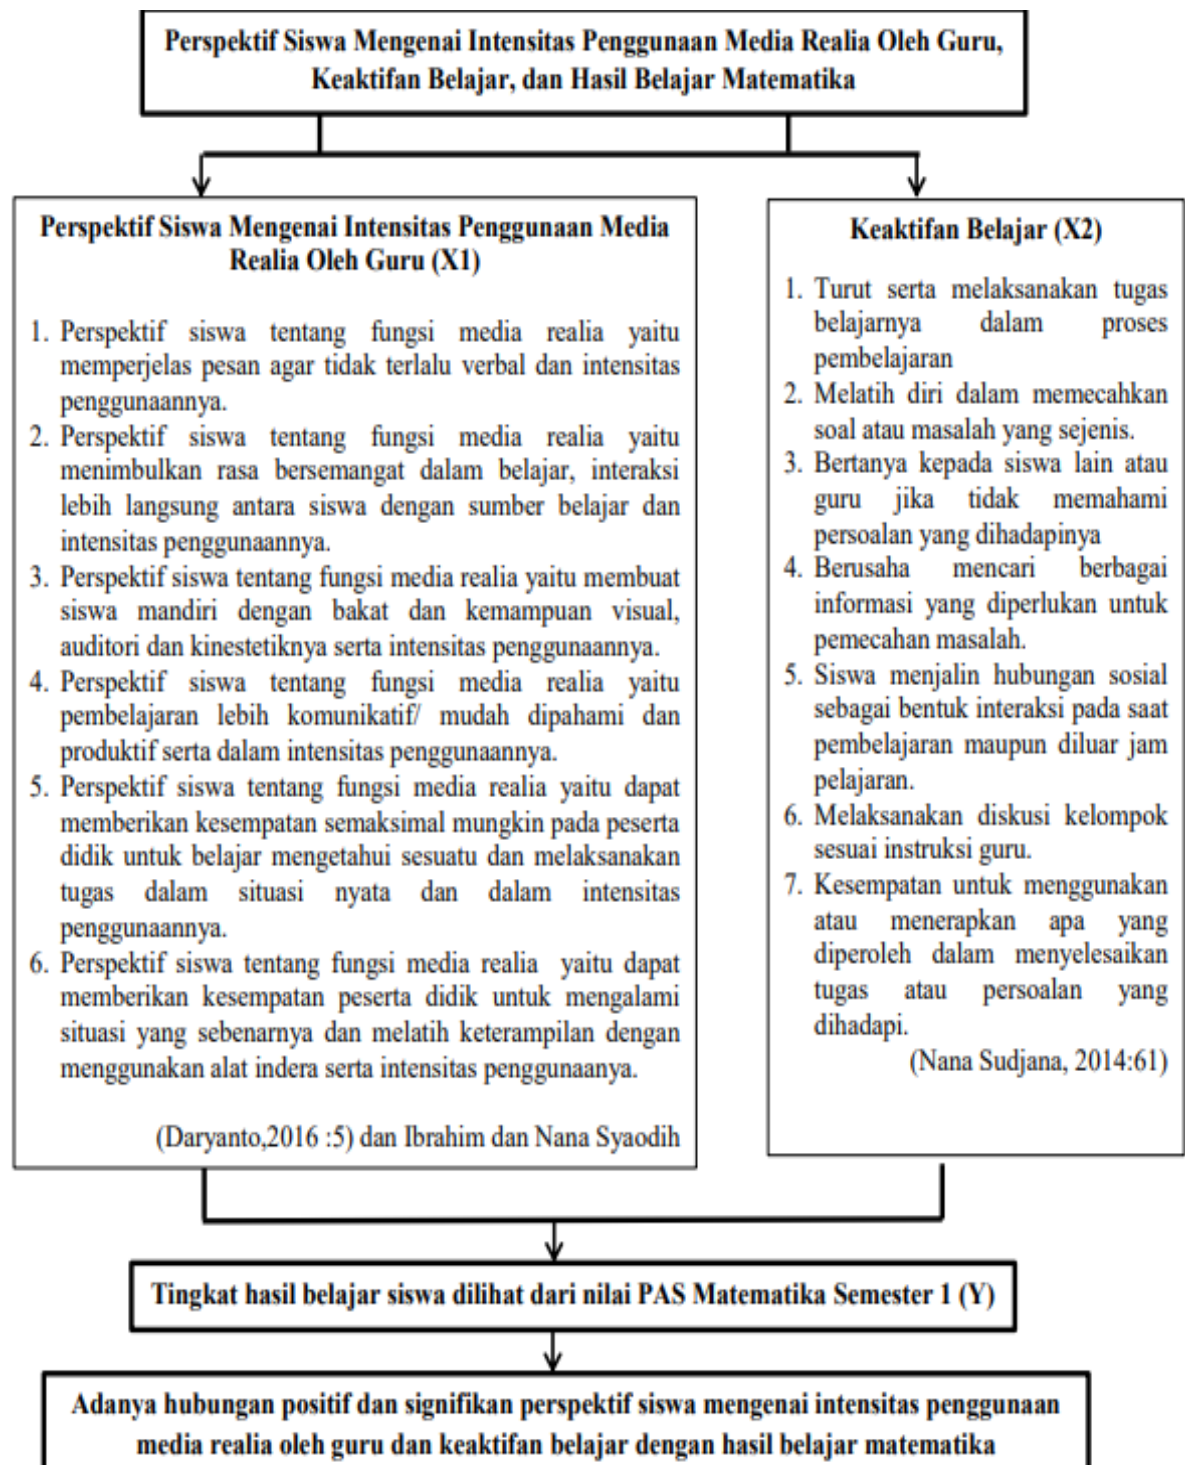 Perspektif Siswa Mengenai Intensitas Penggunaan Media Realia Oleh Guru,
Keaktifan Belajar, dan Hasil Belajar Matematika
Perspektif Siswa Mengenai Intensitas Penggunaan Media
Realia Oleh Guru (X1)
1. Perspektif siswa tentang fungsi media realia yaitu
memperjelas pesan agar tidak terlalu verbal dan intensitas
penggunaannya.
2. Perspektif siswa tentang fungsi media realia yaitu
menimbulkan rasa bersemangat dalam belajar, interaksi
lebih langsung antara siswa dengan sumber belajar dan
intensitas penggunaannya.
3. Perspektif siswa tentang fungsi media realia yaitu membuat
siswa mandiri dengan bakat dan kemampuan visual,
auditori dan kinestetiknya serta intensitas penggunaannya.
4. Perspektif siswa tentang fungsi media realia yaitu
pembelajaran lebih komunikatif/ mudah dipahami dan
produktif serta dalam intensitas penggunaannya.
5. Perspektif siswa tentang fungsi media realia yaitu dapat
memberikan kesempatan semaksimal mungkin pada peserta
didik untuk belajar mengetahui sesuatu dan melaksanakan
tugas dalam situasi nyata dan dalam intensitas
penggunaannya.
6. Perspektif siswa tentang fungsi media realia yaitu dapat
memberikan kesempatan peserta didik untuk mengalami
situasi yang sebenarnya dan melatih keterampilan dengan
menggunakan alat indera serta intensitas penggunaanya.
(Daryanto,2016 :5) dan Ibrahim dan Nana Syaodih
Keaktifan Belajar (X2)
1. Turut serta melaksanakan tugas
belajarnya dalam proses
pembelajaran
2. Melatih diri dalam memecahkan
soal atau masalah yang sejenis.
3. Bertanya kepada siswa lain atau
guru jika tidak memahami
persoalan yang dihadapinya
4. Berusaha mencari berbagai
informasi yang diperlukan untuk
pemecahan masalah.
5. Siswa menjalin hubungan sosial
sebagai bentuk interaksi pada saat
pembelajaran maupun diluar jam
pelajaran.
6. Melaksanakan diskusi kelompok
sesuai instruksi guru.
7. Kesempatan untuk menggunakan
atau menerapkan apa yang
diperoleh dalam menyelesaikan
tugas atau persoalan yang
dihadapi.
(Nana Sudjana, 2014:61)
Tingkat hasil belajar siswa dilihat dari nilai PAS Matematika Semester 1 (Y)
Adanya hubungan positif dan signifikan perspektif siswa mengenai intensitas penggunaan
media realia oleh guru dan keaktifan belajar dengan hasil belajar matematika